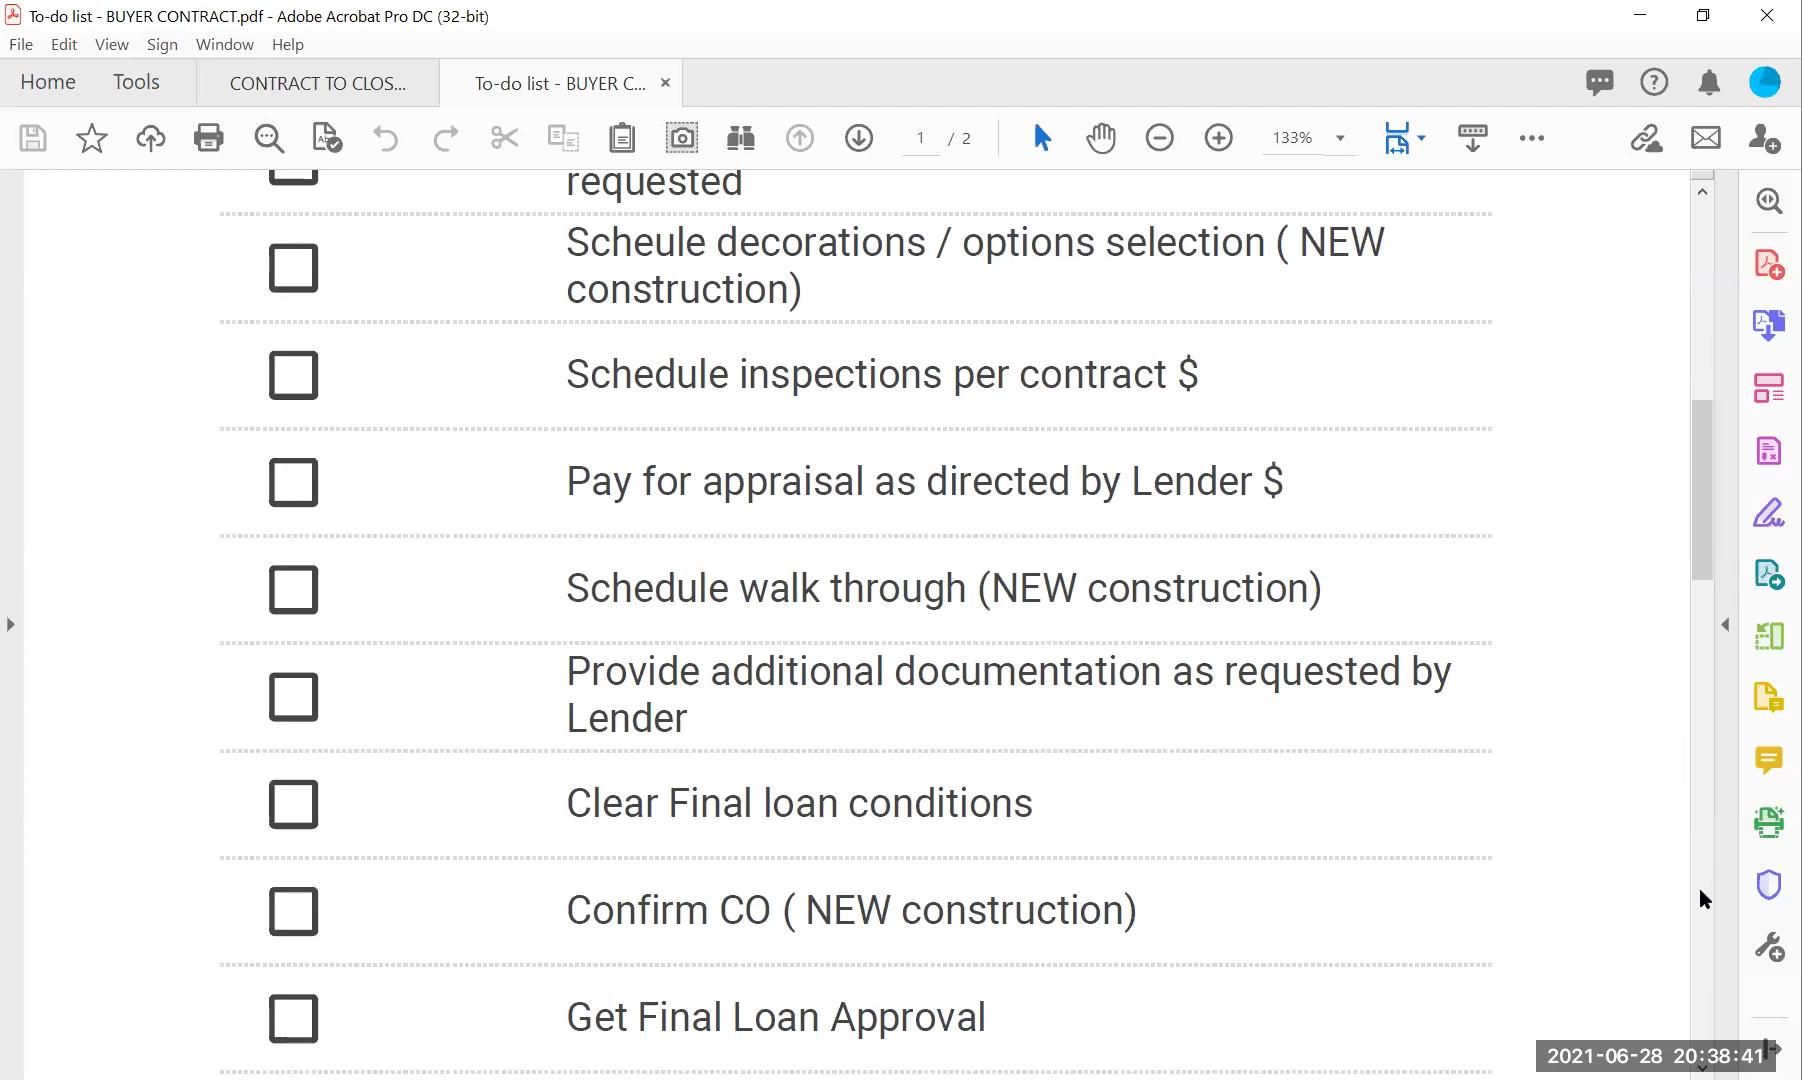 To-do list - BUYER CONTRACT.pdf - Adobe Acrobat Pro DC (32-bit)
File Edit View Sign Window Help
Home Tools CONTRACT TO CLOS... To-do list - BUYER C... ×
1 / 2 133%
requested
Scheule decorations / options selection ( NEW
construction)
Schedule inspections per contract $
Pay for appraisal as directed by Lender $
Schedule walk through (NEW construction)
Provide additional documentation as requested by
Lender
Clear Final loan conditions
Confirm CO ( NEW construction)
Get Final Loan Approval
2021-06-28 20:38:41